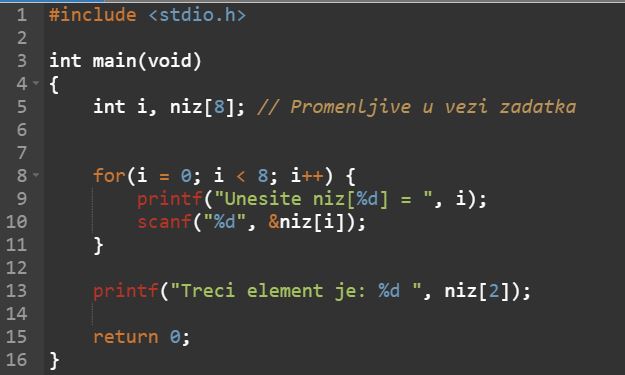 1 #include <stdio.h>
2
3 int main(void)
4 {
5     int i, niz[8]; // Promenljive u vezi zadatka
6
7
8     for(i = 0; i < 8; i++) {
9         printf("Unesite niz[%d] = ", i);
10         scanf("%d", &niz[i]);
11     }
12
13     printf("Treci element je: %d ", niz[2]);
14
15     return 0;
16 }